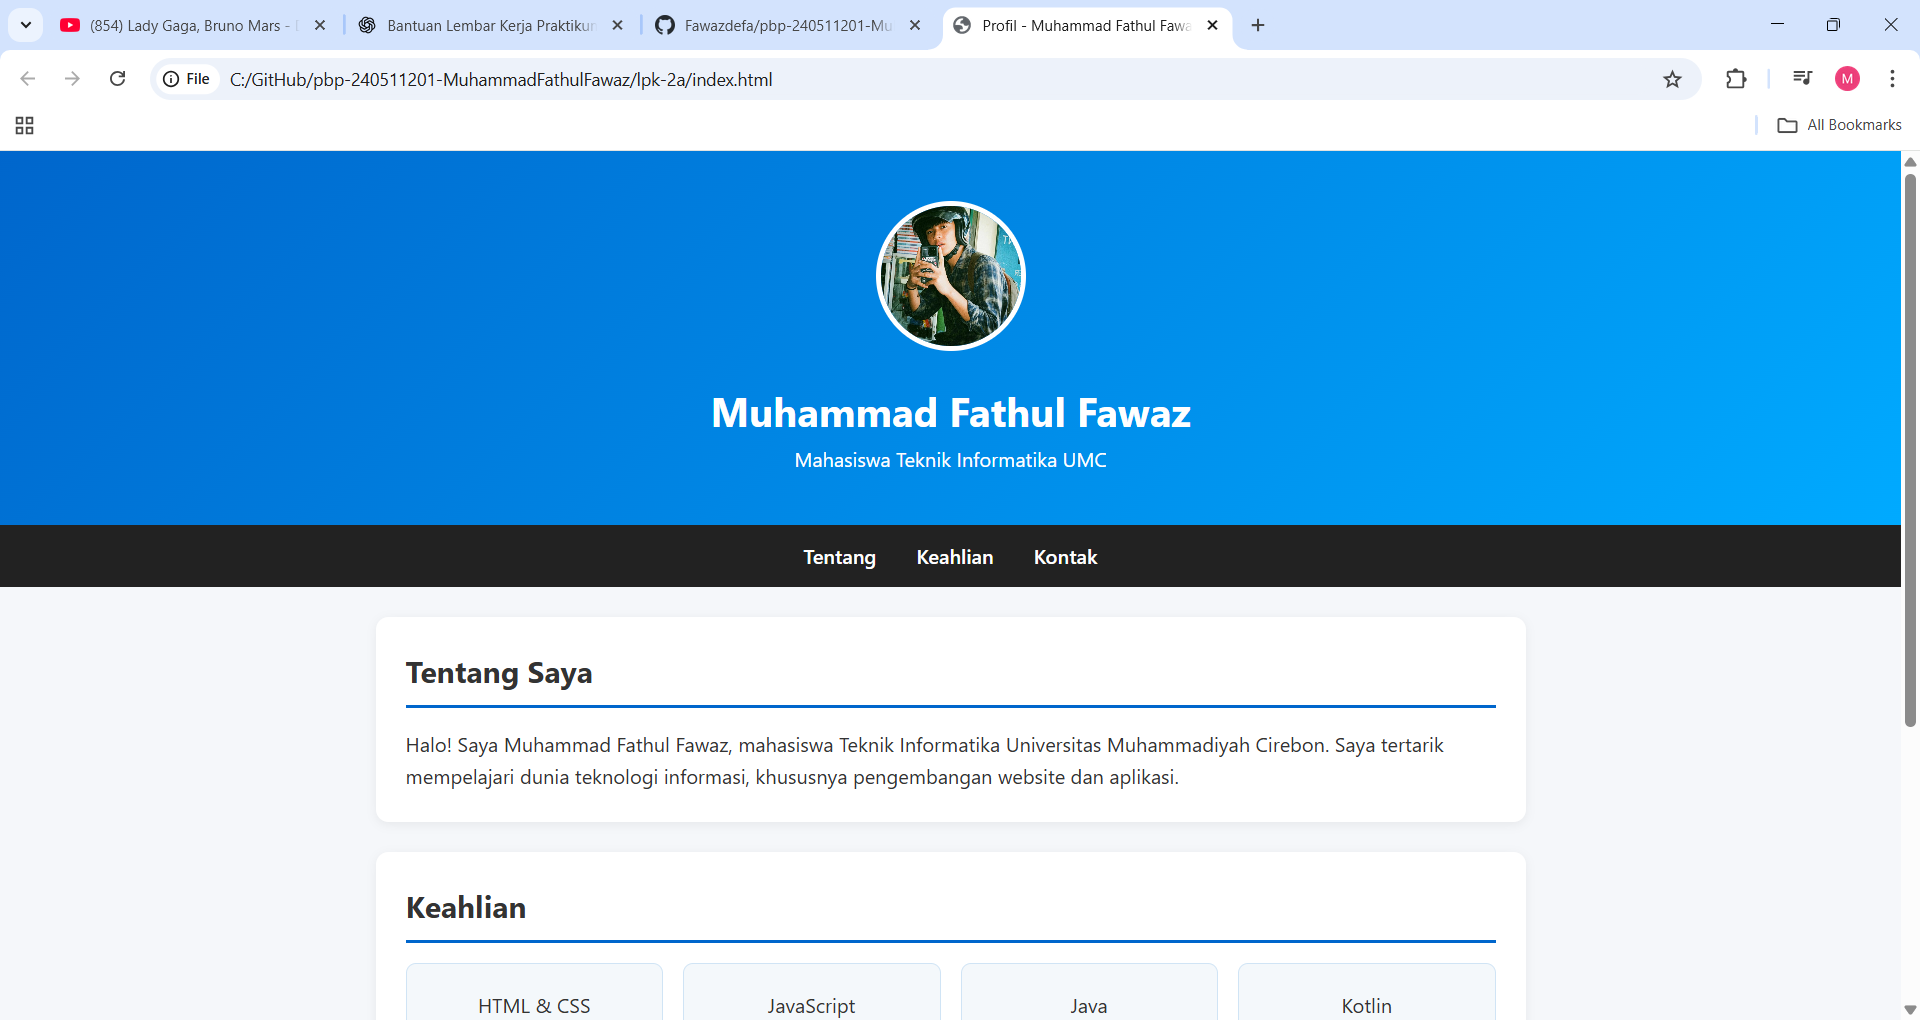 (854) Lady Gaga, Bruno Mars -
Bantuan Lembar Kerja Praktikun
Fawazdefa/pbp-240511201-Mu
Profil - Muhammad Fathul Fawa
File
C:/GitHub/pbp-240511201-MuhammadFathulFawaz/lpk-2a/index.html
M
All Bookmarks
Muhammad Fathul Fawaz
Mahasiswa Teknik Informatika UMC
Tentang
Keahlian
Kontak
Tentang Saya
Halo! Saya Muhammad Fathul Fawaz, mahasiswa Teknik Informatika Universitas Muhammadiyah Cirebon. Saya tertarik
mempelajari dunia teknologi informasi, khususnya pengembangan website dan aplikasi.
Keahlian
HTML & CSS
JavaScript
Java
Kotlin